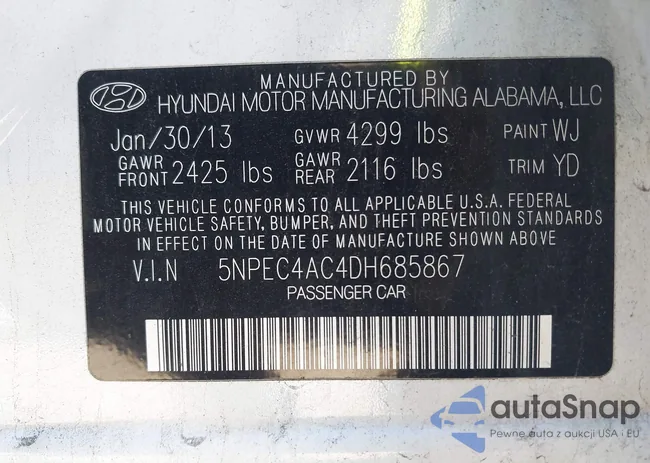 MANUFACTURED BY
HYUNDAI MOTOR MANUFACTURING ALABAMA, LLC
Jan/30/13 GVWR 4299 lbs PAINT WJ
GAWR FRONT 2425 lbs GAWR REAR 2116 lbs TRIM YD
THIS VEHICLE CONFORMS TO ALL APPLICABLE U.S.A. FEDERAL
MOTOR VEHICLE SAFETY, BUMPER, AND THEFT PREVENTION STANDARDS
IN EFFECT ON THE DATE OF MANUFACTURE SHOWN ABOVE
V.I.N 5NPEC4AC4DH685867
PASSENGER CAR
autaSnap
Pewne auta z aukcji USA i EU